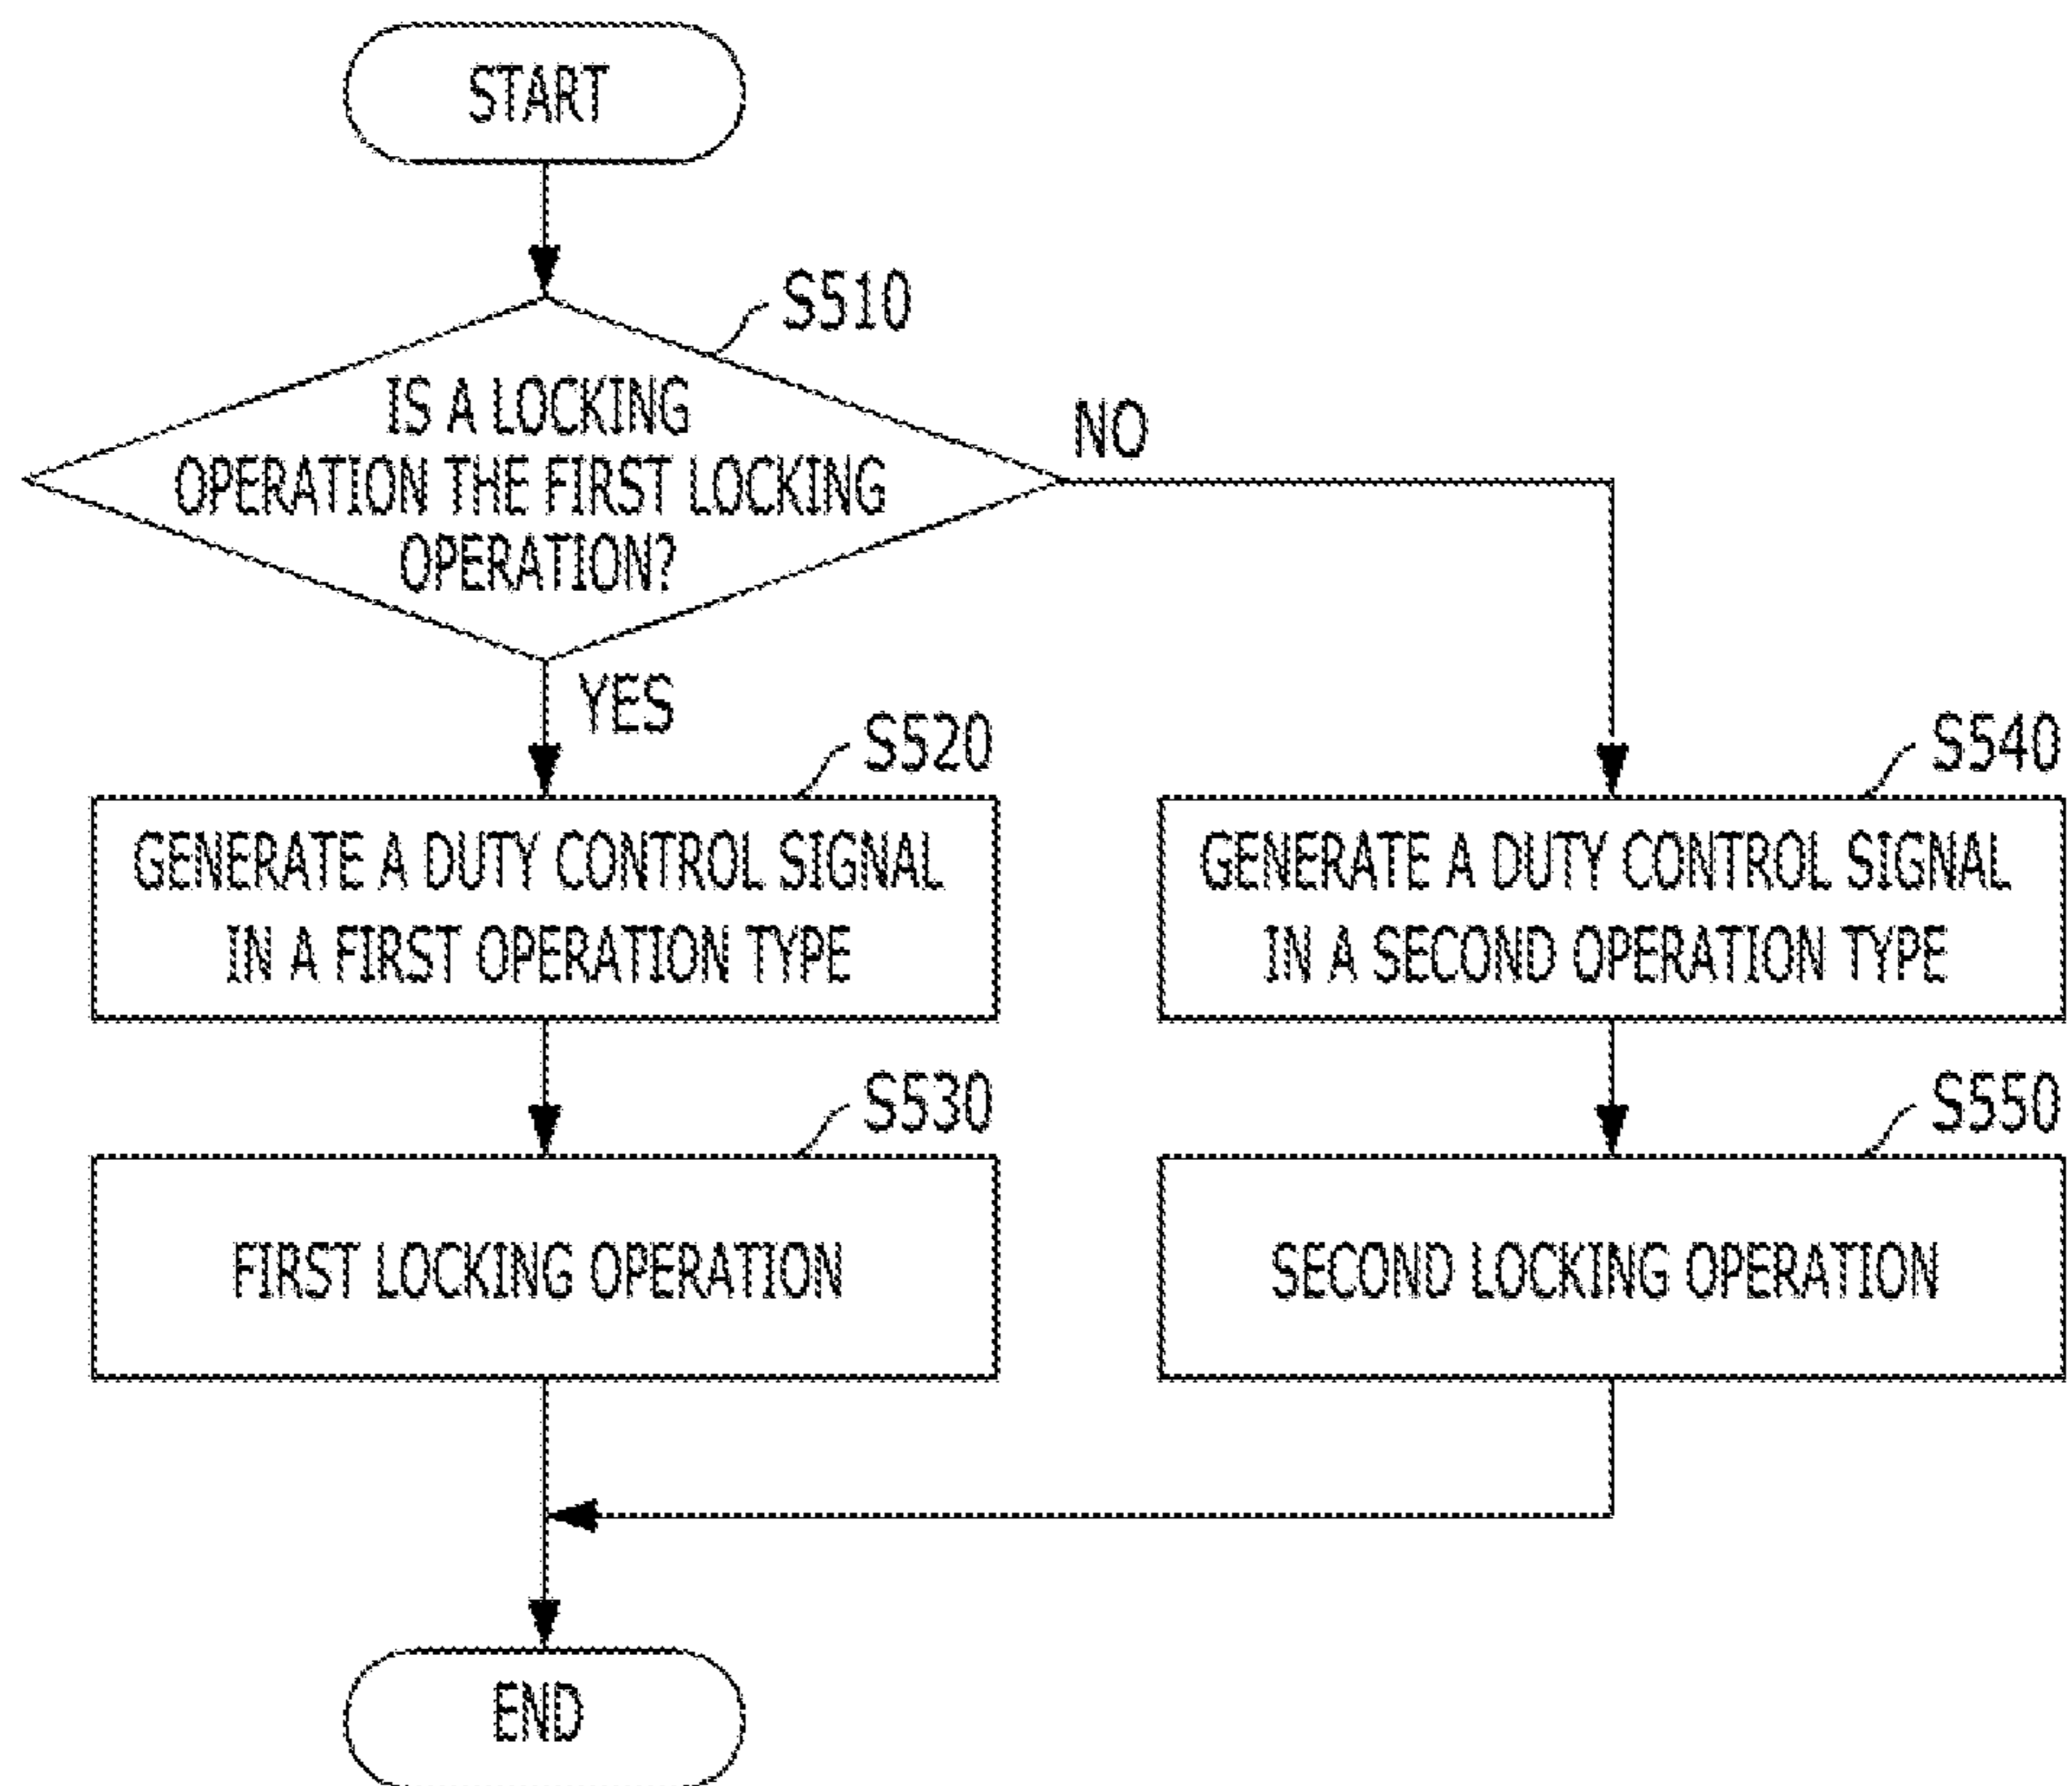 START
S510
IS A LOCKING
OPERATION THE FIRST LOCKING
OPERATION?
NO
YES
S520
GENERATE A DUTY CONTROL SIGNAL
IN A FIRST OPERATION TYPE
S540
GENERATE A DUTY CONTROL SIGNAL
IN A SECOND OPERATION TYPE
S530
FIRST LOCKING OPERATION
S550
SECOND LOCKING OPERATION
END